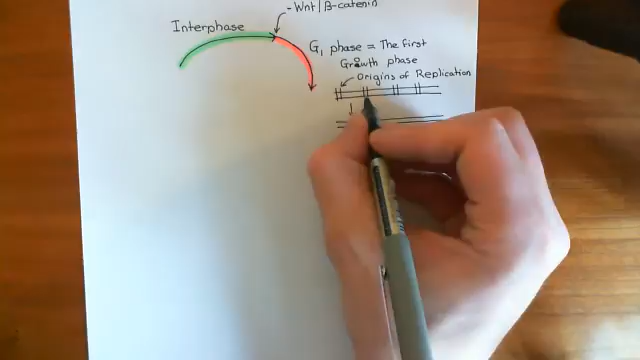 - Wnt/β-catenin
Interphase
G₁ phase = The first
Growth phase
Origins of Replication